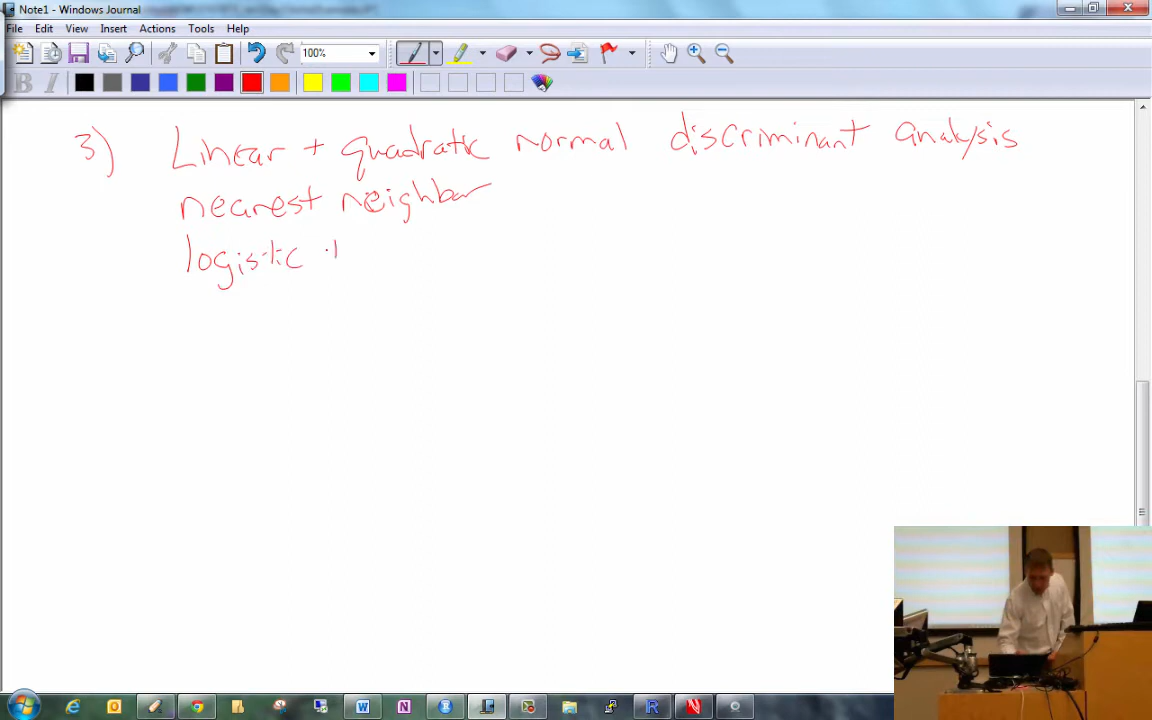 Note1 - Windows Journal
File Edit View Insert Actions Tools Help
100%
B I
3) Linear + quadratic normal discriminant analysis
nearest neighbor
logistic